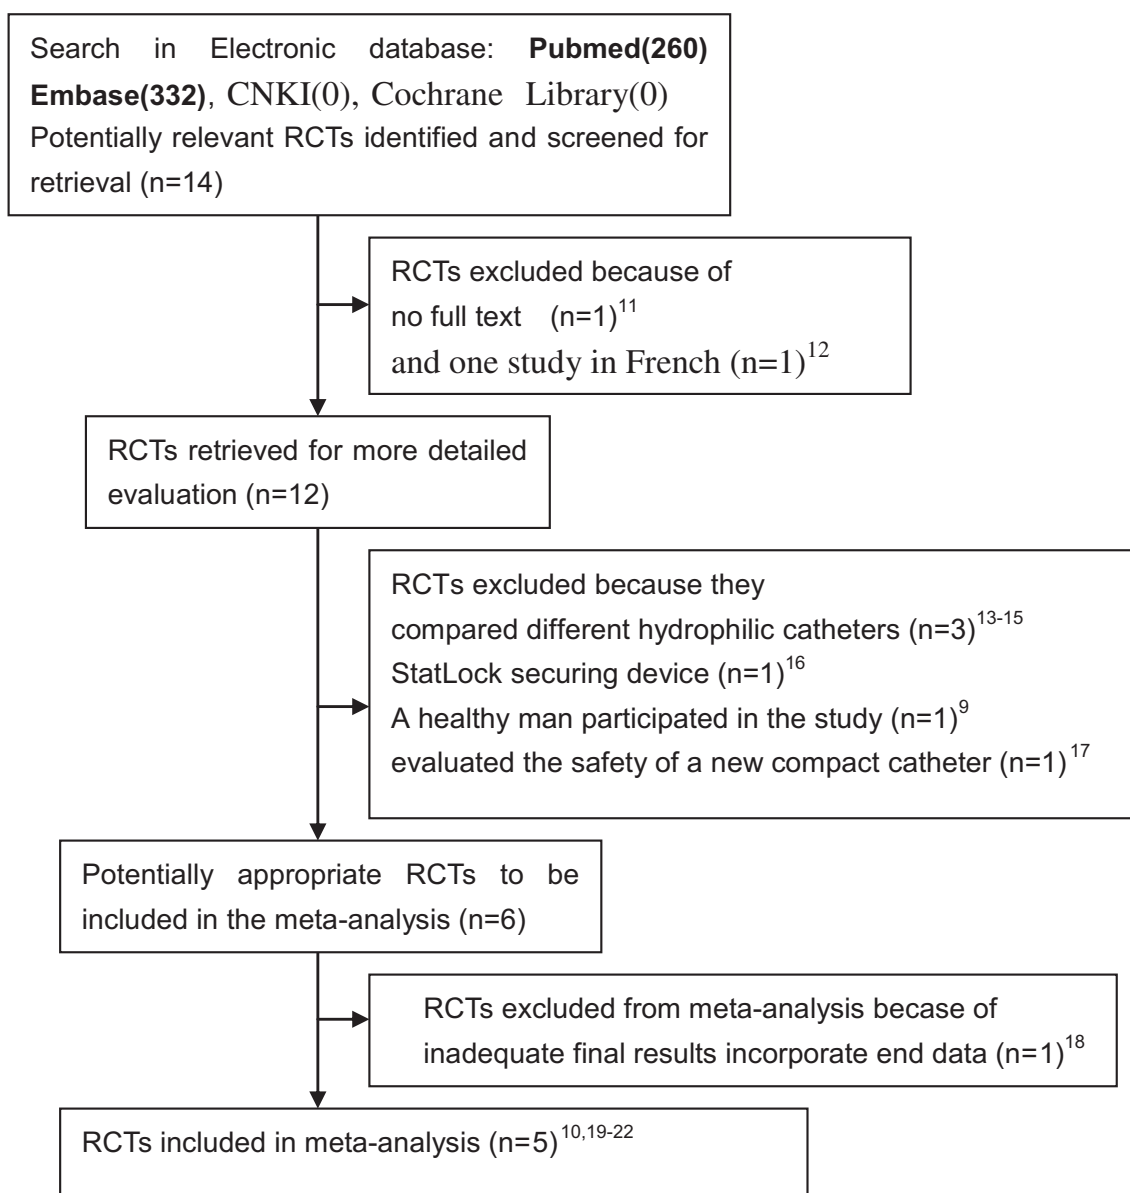 Search in Electronic database: Pubmed(260)
Embase(332), CNKI(0), Cochrane Library(0)
Potentially relevant RCTs identified and screened for
retrieval (n=14)
RCTs excluded because of
no full text (n=1)11
and one study in French (n=1)12
RCTs retrieved for more detailed
evaluation (n=12)
RCTs excluded because they
compared different hydrophilic catheters (n=3)13-15
StatLock securing device (n=1)16
A healthy man participated in the study (n=1)9
evaluated the safety of a new compact catheter (n=1)17
Potentially appropriate RCTs to be
included in the meta-analysis (n=6)
RCTs excluded from meta-analysis becase of
inadequate final results incorporate end data (n=1)18
RCTs included in meta-analysis (n=5)10,19-22